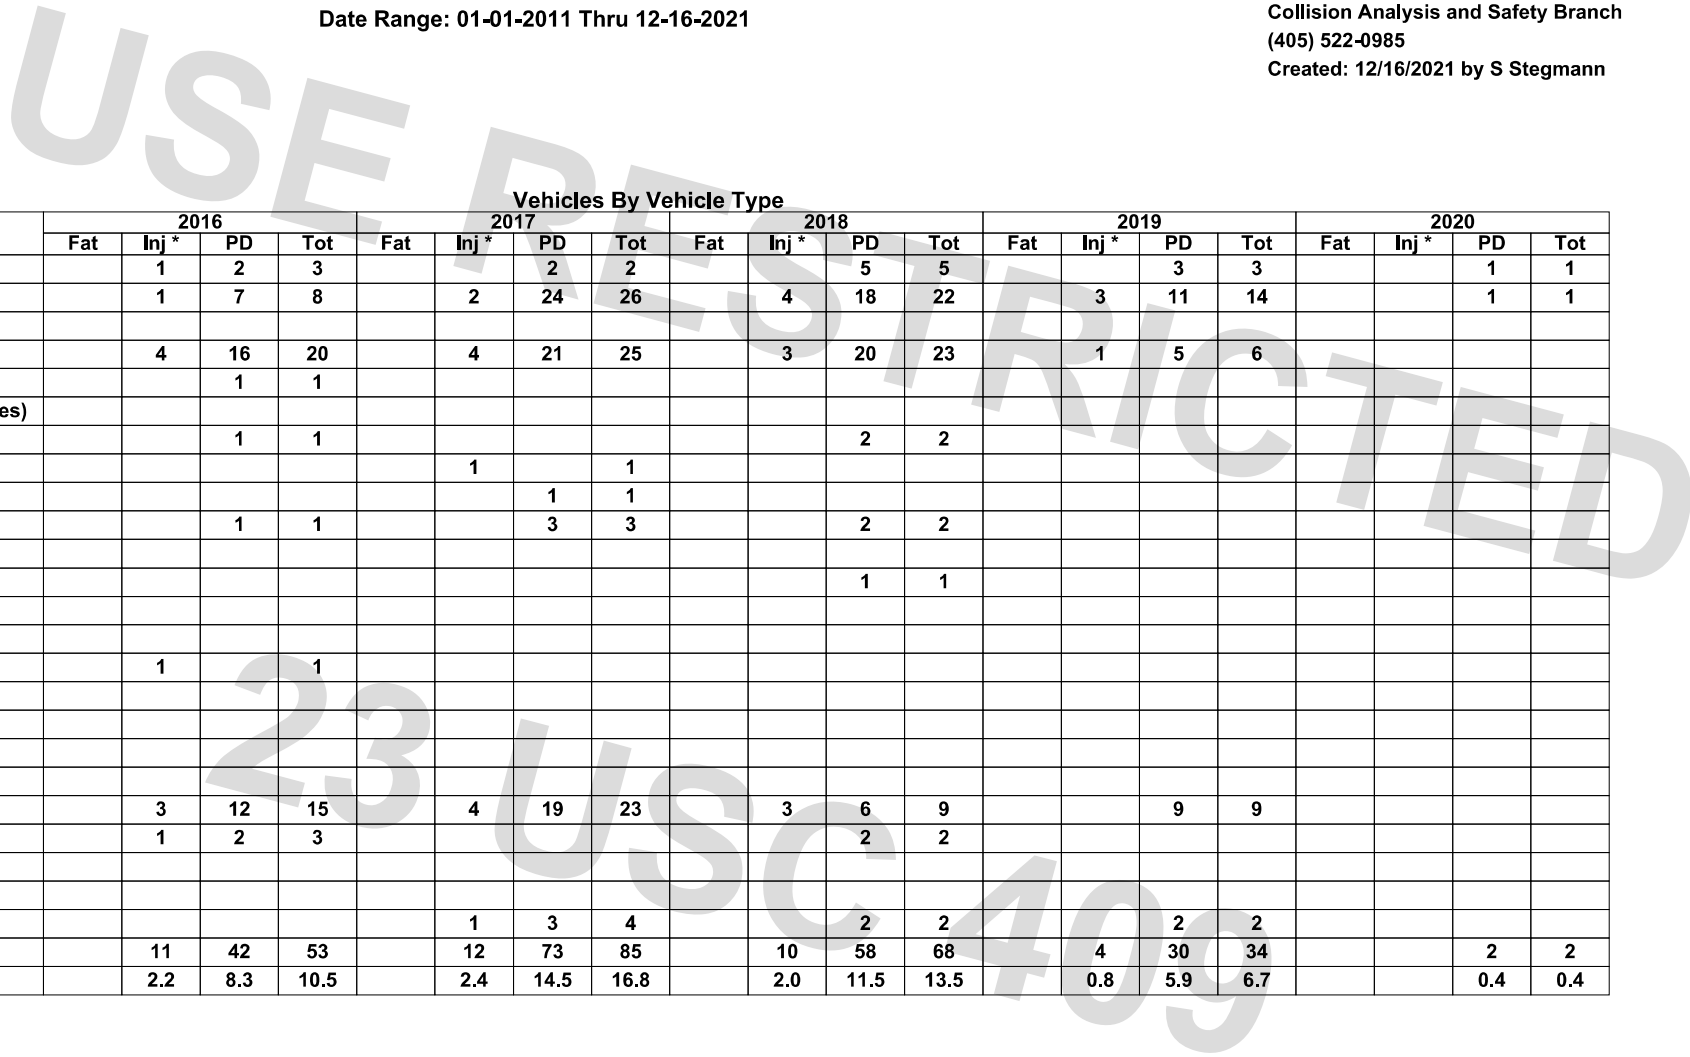 Date Range: 01-01-2011 Thru 12-16-2021
Collision Analysis and Safety Branch
(405) 522-0985
Created: 12/16/2021 by S Stegmann
USE RESTRICTED
23 USC 409
Vehicles By Vehicle Type
2016 2017 2018 2019 2020
Fat Inj * PD Tot Fat Inj * PD Tot Fat Inj * PD Tot Fat Inj * PD Tot Fat Inj * PD Tot
1 2 3 2 2 5 5 3 3 1 1
1 7 8 2 24 26 4 18 22 3 11 14 1 1
4 16 20 4 21 25 3 20 23 1 5 6
1 1
es)
1 1 2 2
1 1
1 1
1 1 3 3 2 2
1 1
1 1
3 12 15 4 19 23 3 6 9 9 9
1 2 3 2 2
1 3 4 2 2 2 2
11 42 53 12 73 85 10 58 68 4 30 34 2 2
2.2 8.3 10.5 2.4 14.5 16.8 2.0 11.5 13.5 0.8 5.9 6.7 0.4 0.4